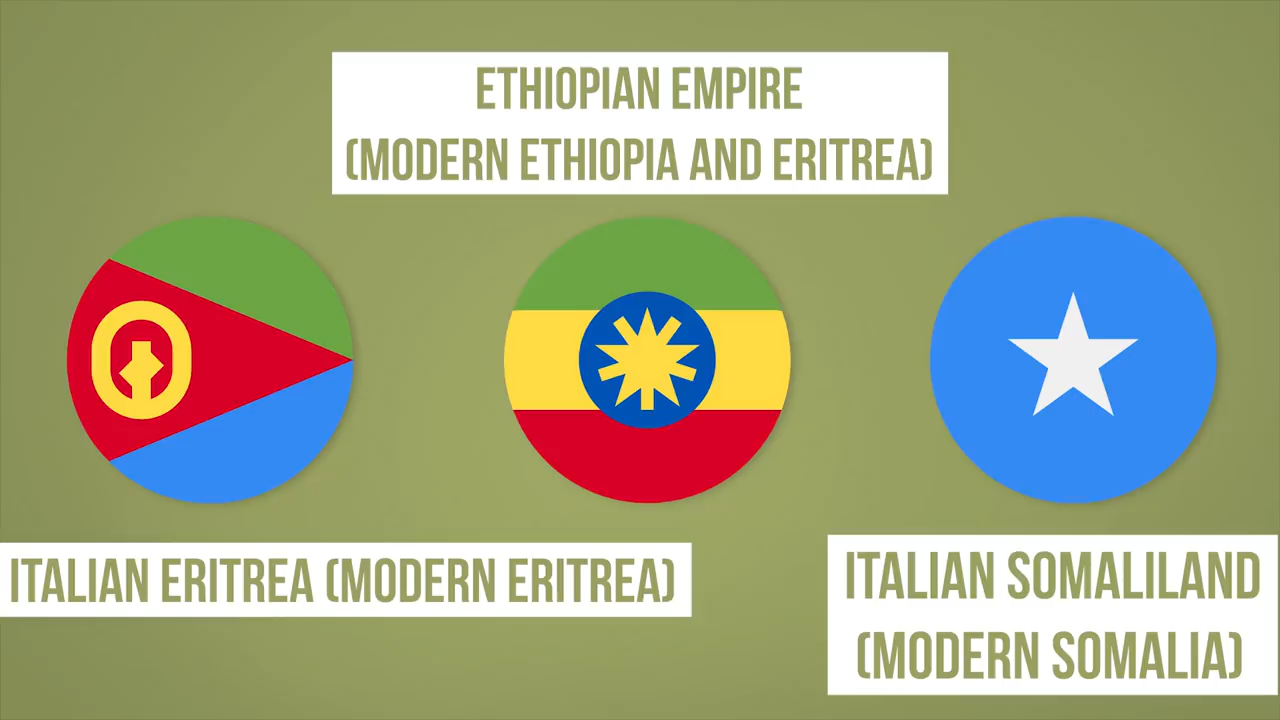 ETHIOPIAN EMPIRE
(MODERN ETHIOPIA AND ERITREA)
ITALIAN ERITREA (MODERN ERITREA)
ITALIAN SOMALILAND
(MODERN SOMALIA)